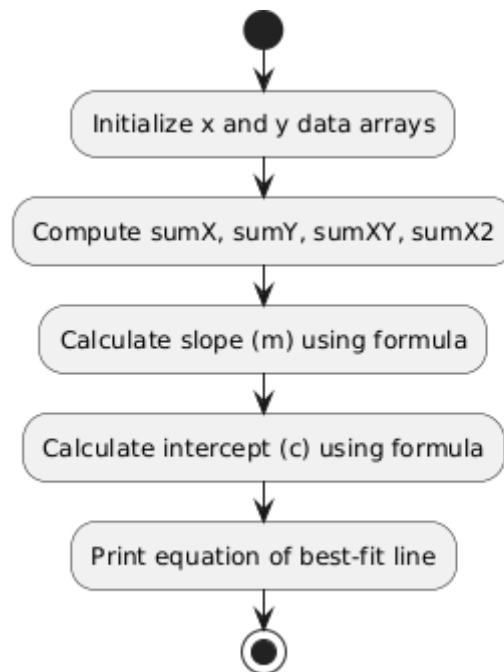 Initialize x and y data arrays
Compute sumX, sumY, sumXY, sumX2
Calculate slope (m) using formula
Calculate intercept (c) using formula
Print equation of best-fit line